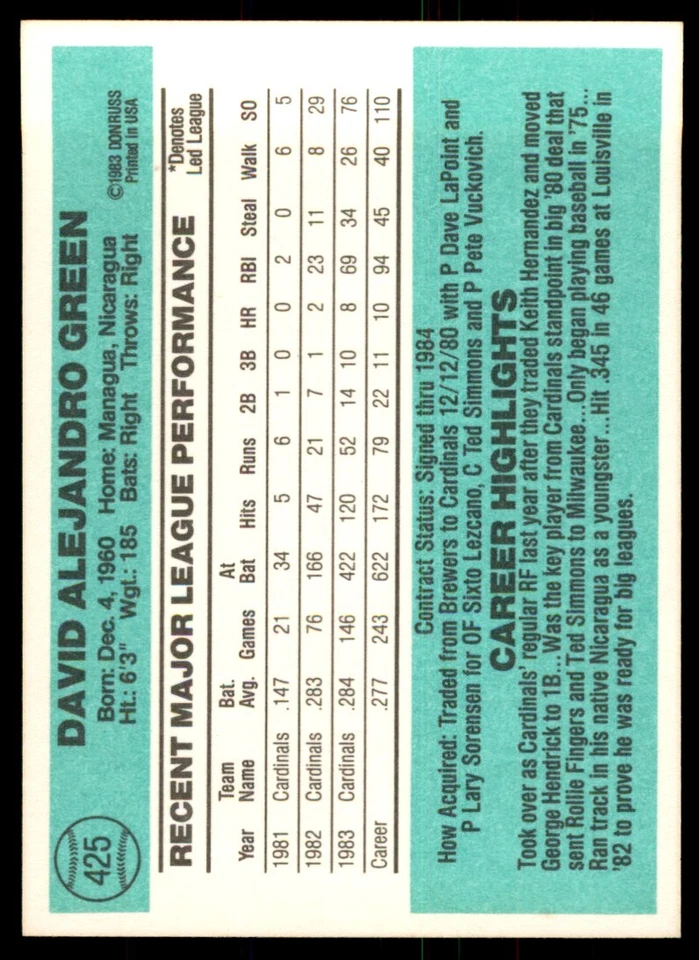 425
DAVID ALEJANDRO GREEN
Born: Dec. 4, 1960 Home: Managua, Nicaragua
Ht.: 6'3" Wgt.: 185 Bats: Right Throws: Right
©1983 DONRUSS
Printed in USA
RECENT MAJOR LEAGUE PERFORMANCE
*Denotes
Led League
Year Team Name Bat. Avg. Games At Bat Hits Runs 2B 3B HR RBI Steal Walk SO
1981 Cardinals .147 21 34 5 6 1 0 0 2 0 6 5
1982 Cardinals .283 76 166 47 21 7 1 2 23 11 8 29
1983 Cardinals .284 146 422 120 52 14 10 8 69 34 26 76
Career .277 243 622 172 79 22 11 10 94 45 40 110
Contract Status: Signed thru 1984
How Acquired: Traded from Brewers to Cardinals 12/12/80 with P Dave LaPoint and
P Lary Sorensen for OF Sixto Lezcano, C Ted Simmons and P Pete Vuckovich.
CAREER HIGHLIGHTS
Took over as Cardinals' regular RF last year after they traded Keith Hernandez and moved
George Hendrick to 1B... Was the key player from Cardinals standpoint in big '80 deal that
sent Rollie Fingers and Ted Simmons to Milwaukee... Only began playing baseball in '75...
Ran track in his native Nicaragua as a youngster... Hit .345 in 46 games at Louisville in
'82 to prove he was ready for big leagues.